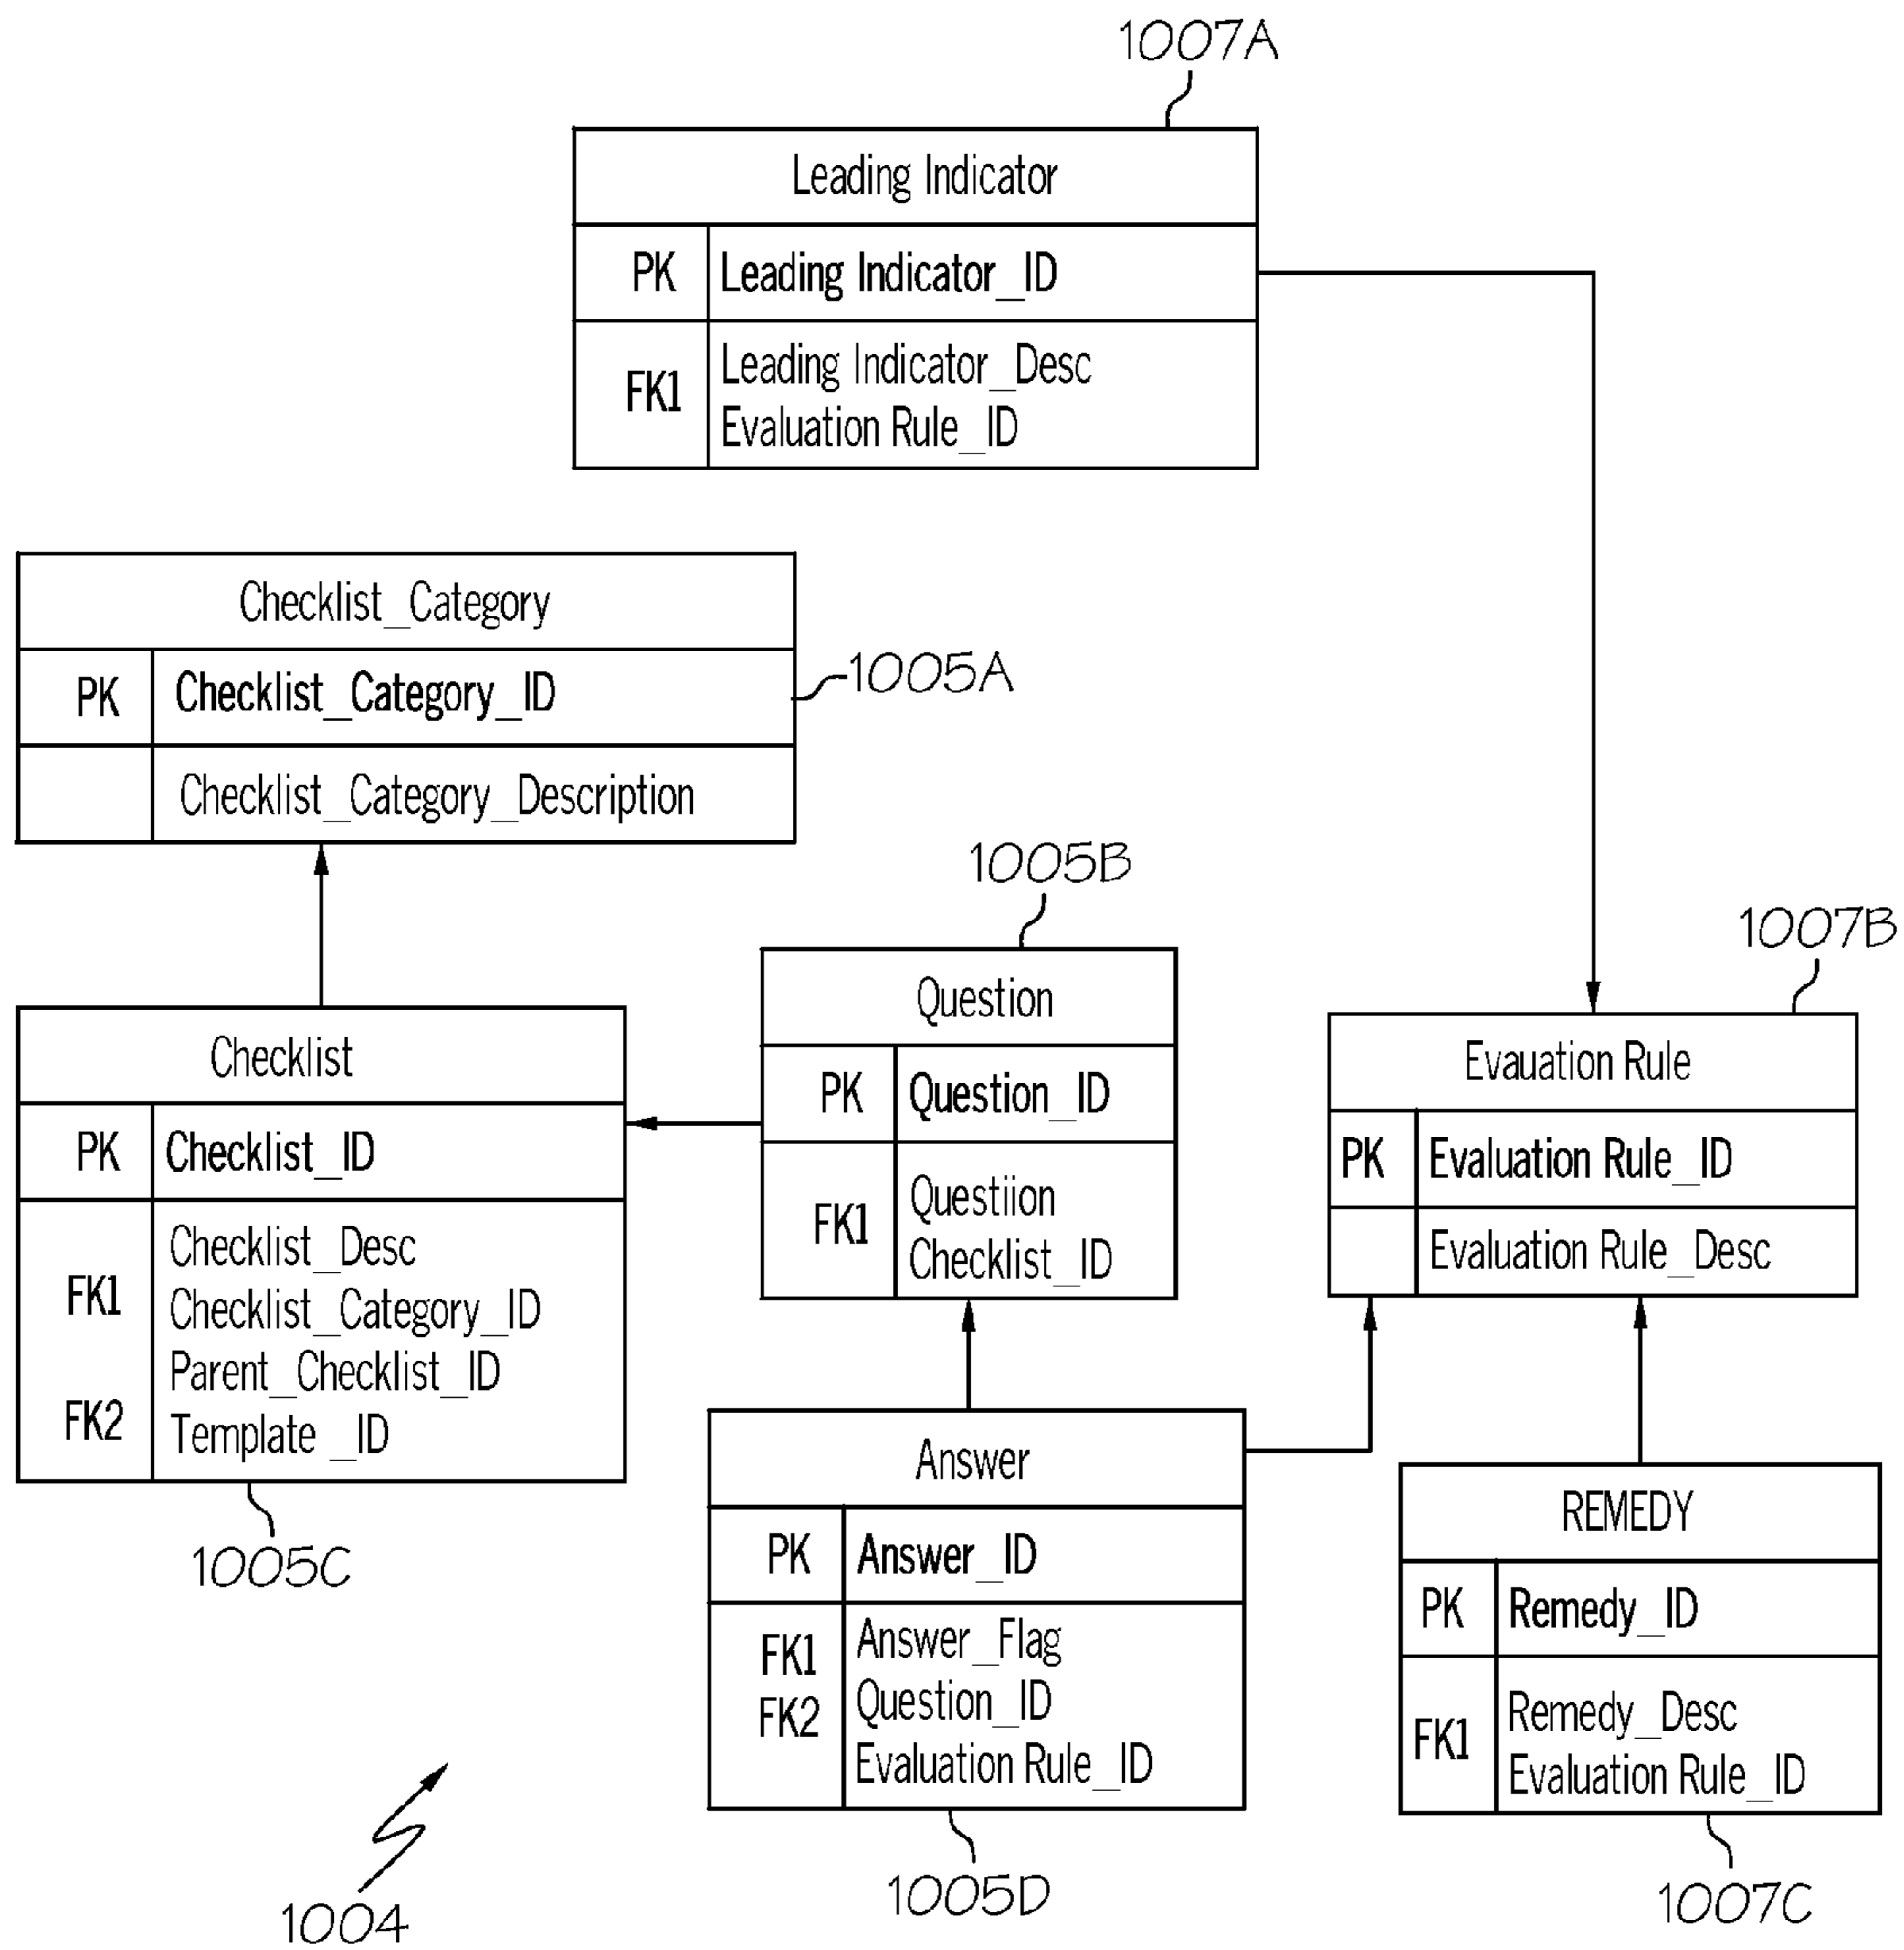 1007A
Leading Indicator
PK Leading Indicator_ID
Leading Indicator_Desc
FK1
Evaluation Rule_ID
Checklist_Category
PK Checklist_Category_ID
1005A
Checklist_Category_Description
1005B
Question
PK Question_ID
Questiion
FK1
Checklist_ID
1007B
Evauation Rule
PK Evaluation Rule_ID
Evaluation Rule_Desc
Checklist
PK Checklist_ID
Checklist_Desc
FK1 Checklist_Category_ID
Parent_Checklist_ID
FK2 Template _ID
1005C
Answer
PK Answer_ID
FK1 Answer_Flag
FK2 Question_ID
Evaluation Rule_ID
1005D
REMEDY
PK Remedy_ID
Remedy_Desc
FK1
Evaluation Rule_ID
1007C
1004